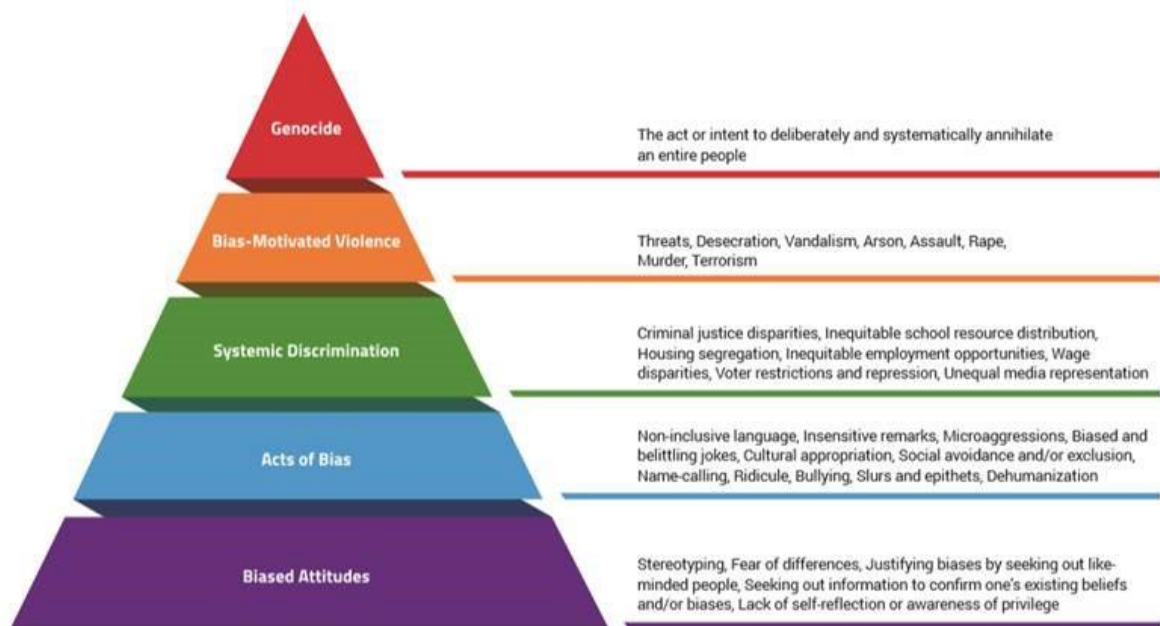 Genocide
The act or intent to deliberately and systematically annihilate
an entire people
Bias-Motivated Violence
Threats, Desecration, Vandalism, Arson, Assault, Rape,
Murder, Terrorism
Systemic Discrimination
Criminal justice disparities, Inequitable school resource distribution,
Housing segregation, Inequitable employment opportunities, Wage
disparities, Voter restrictions and repression, Unequal media representation
Acts of Bias
Non-inclusive language, Insensitive remarks, Microaggressions, Biased and
belittling jokes, Cultural appropriation, Social avoidance and/or exclusion,
Name-calling, Ridicule, Bullying, Slurs and epithets, Dehumanization
Biased Attitudes
Stereotyping, Fear of differences, Justifying biases by seeking out like-
minded people, Seeking out information to confirm one's existing beliefs
and/or biases, Lack of self-reflection or awareness of privilege